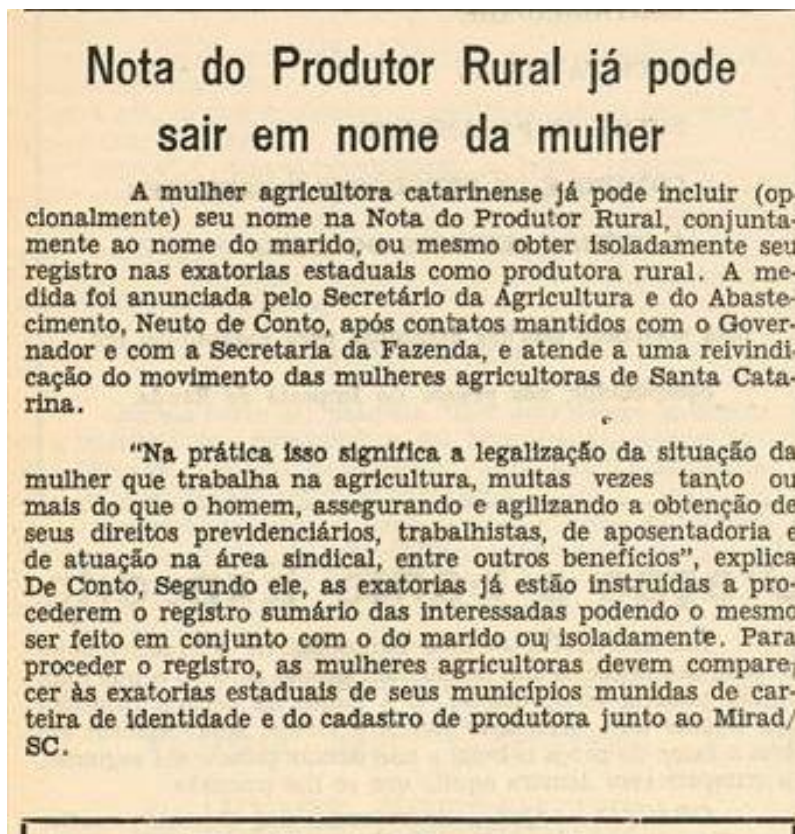 Nota do Produtor Rural já pode
sair em nome da mulher
A mulher agricultora catarinense já pode incluir (op-
cionalmente) seu nome na Nota do Produtor Rural, conjunta-
mente ao nome do marido, ou mesmo obter isoladamente seu
registro nas exatorias estaduais como produtora rural. A me-
dida foi anunciada pelo Secretário da Agricultura e do Abaste-
cimento, Neuto de Conto, após contatos mantidos com o Gover-
nador e com a Secretaria da Fazenda, e atende a uma reivindi-
cação do movimento das mulheres agricultoras de Santa Cata-
rina.
"Na prática isso significa a legalização da situação da
mulher que trabalha na agricultura, muitas vezes tanto ou
mais do que o homem, assegurando e agilizando a obtenção de
seus direitos previdenciários, trabalhistas, de aposentadoria e
de atuação na área sindical, entre outros benefícios", explica
De Conto, Segundo ele, as exatorias já estão instruídas a pro-
cederem o registro sumário das interessadas podendo o mesmo
ser feito em conjunto com o do marido ou isoladamente. Para
proceder o registro, as mulheres agricultoras devem compare-
cer às exatorias estaduais de seus municípios munidas de car-
teira de identidade e do cadastro de produtora junto ao Mirad/
SC.